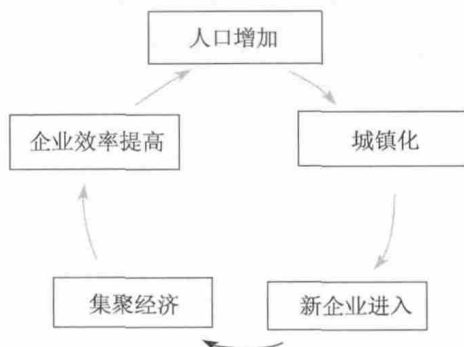 人口增加
企业效率提高
城镇化
集聚经济
新企业进入